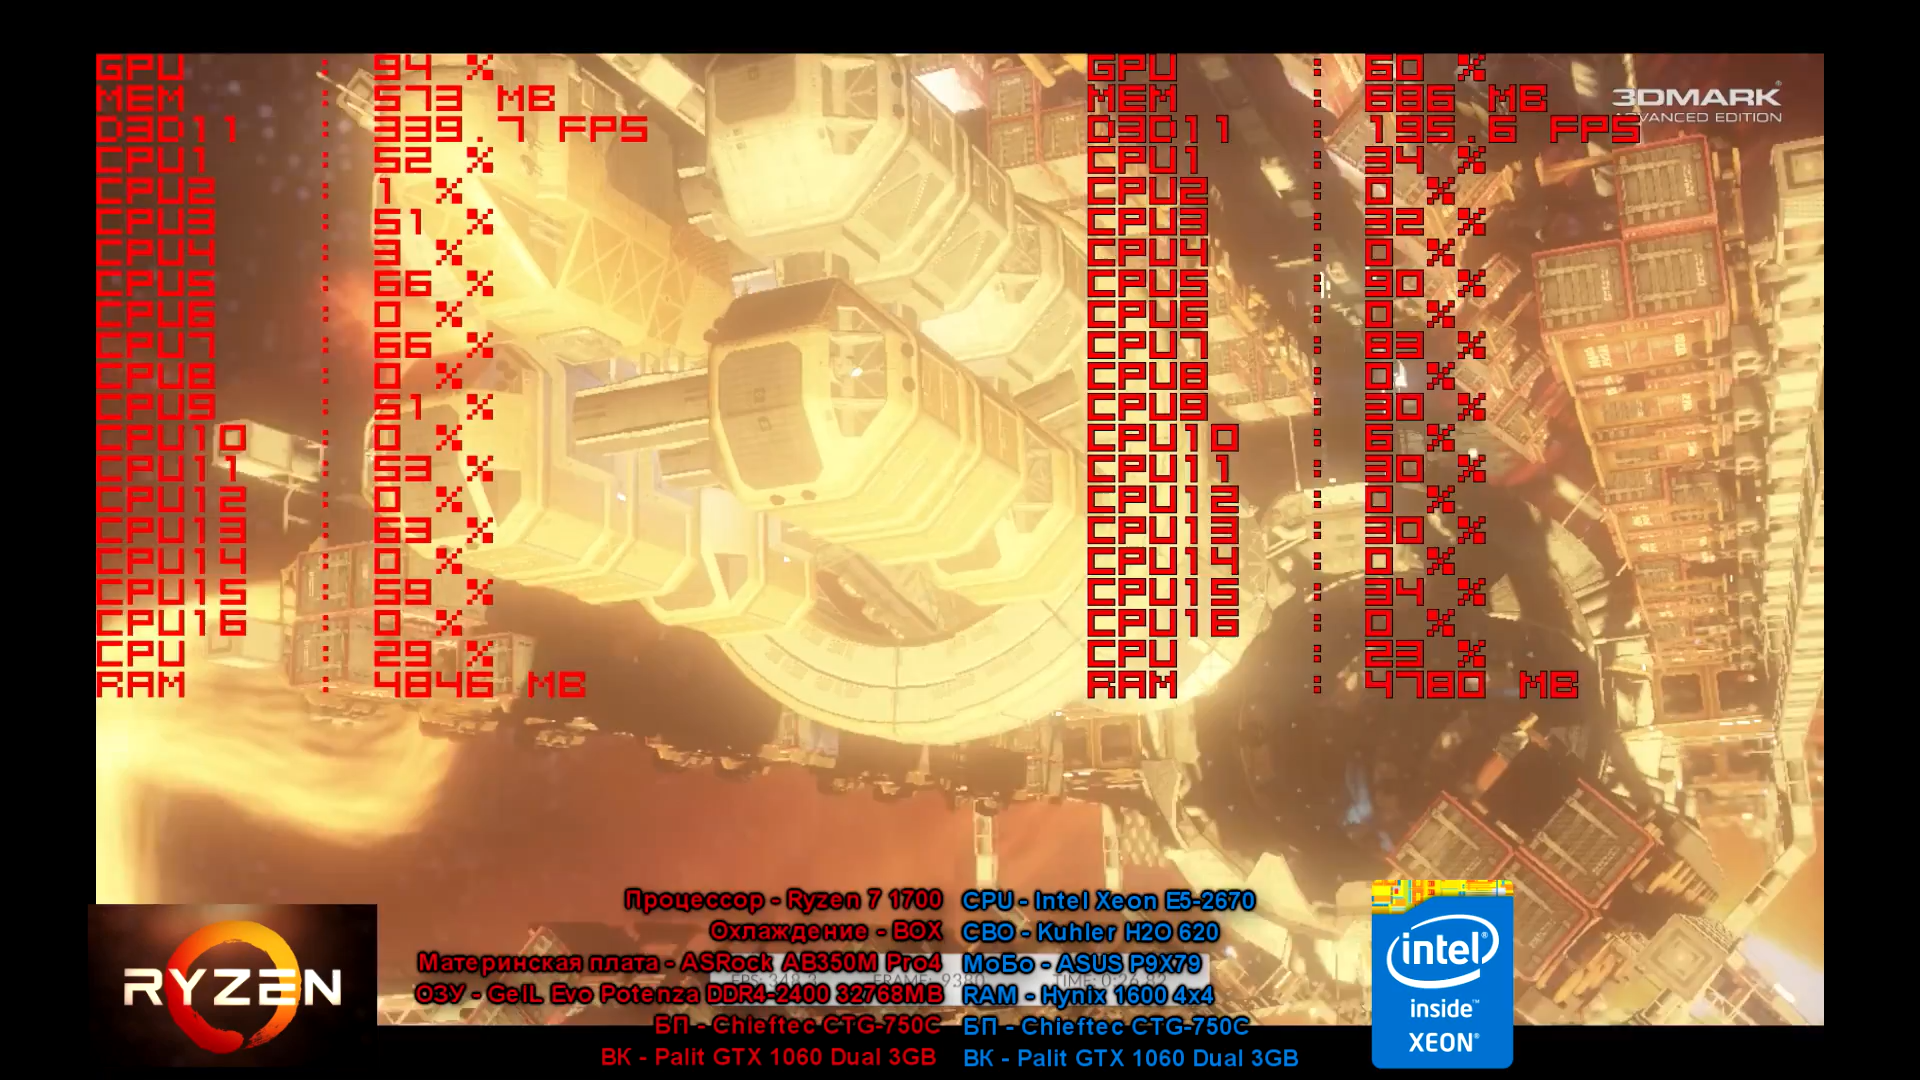 GPU : 94 %
MEM : 573 MB
D3D11 : 339.7 FPS
CPU1 : 52 %
CPU2 : 1 %
CPU3 : 51 %
CPU4 : 3 %
CPU5 : 66 %
CPU6 : 0 %
CPU7 : 66 %
CPU8 : 0 %
CPU9 : 61 %
CPU10 : 0 %
CPU11 : 53 %
CPU12 : 0 %
CPU13 : 63 %
CPU14 : 0 %
CPU15 : 59 %
CPU16 : 0 %
CPU : 29 %
RAM : 4846 MB
GPU : 60 %
MEM : 686 MB
D3D11 : 195.6 FPS
CPU1 : 34 %
CPU2 : 0 %
CPU3 : 32 %
CPU4 : 0 %
CPU5 : 90 %
CPU6 : 0 %
CPU7 : 83 %
CPU8 : 0 %
CPU9 : 30 %
CPU10 : 6 %
CPU11 : 30 %
CPU12 : 0 %
CPU13 : 30 %
CPU14 : 0 %
CPU15 : 34 %
CPU16 : 0 %
CPU : 23 %
RAM : 4780 MB
3DMARK
ADVANCED EDITION
Процессор - Ryzen 7 1700
Охлаждение - BOX
Материнская плата - ASRock AB350M Pro4
ОЗУ - GeIL Evo Potenza DDR4-2400 32768MB
БП - Chieftec CTG-750C
ВК - Palit GTX 1060 Dual 3GB
CPU - Intel Xeon E5-2670
СВО - Kuhler H2O 620
МоБо - ASUS P9X79
RAM - Hynix 1600 4x4
БП - Chieftec CTG-750C
ВК - Palit GTX 1060 Dual 3GB
RYZEN
intel
inside™
XEON®